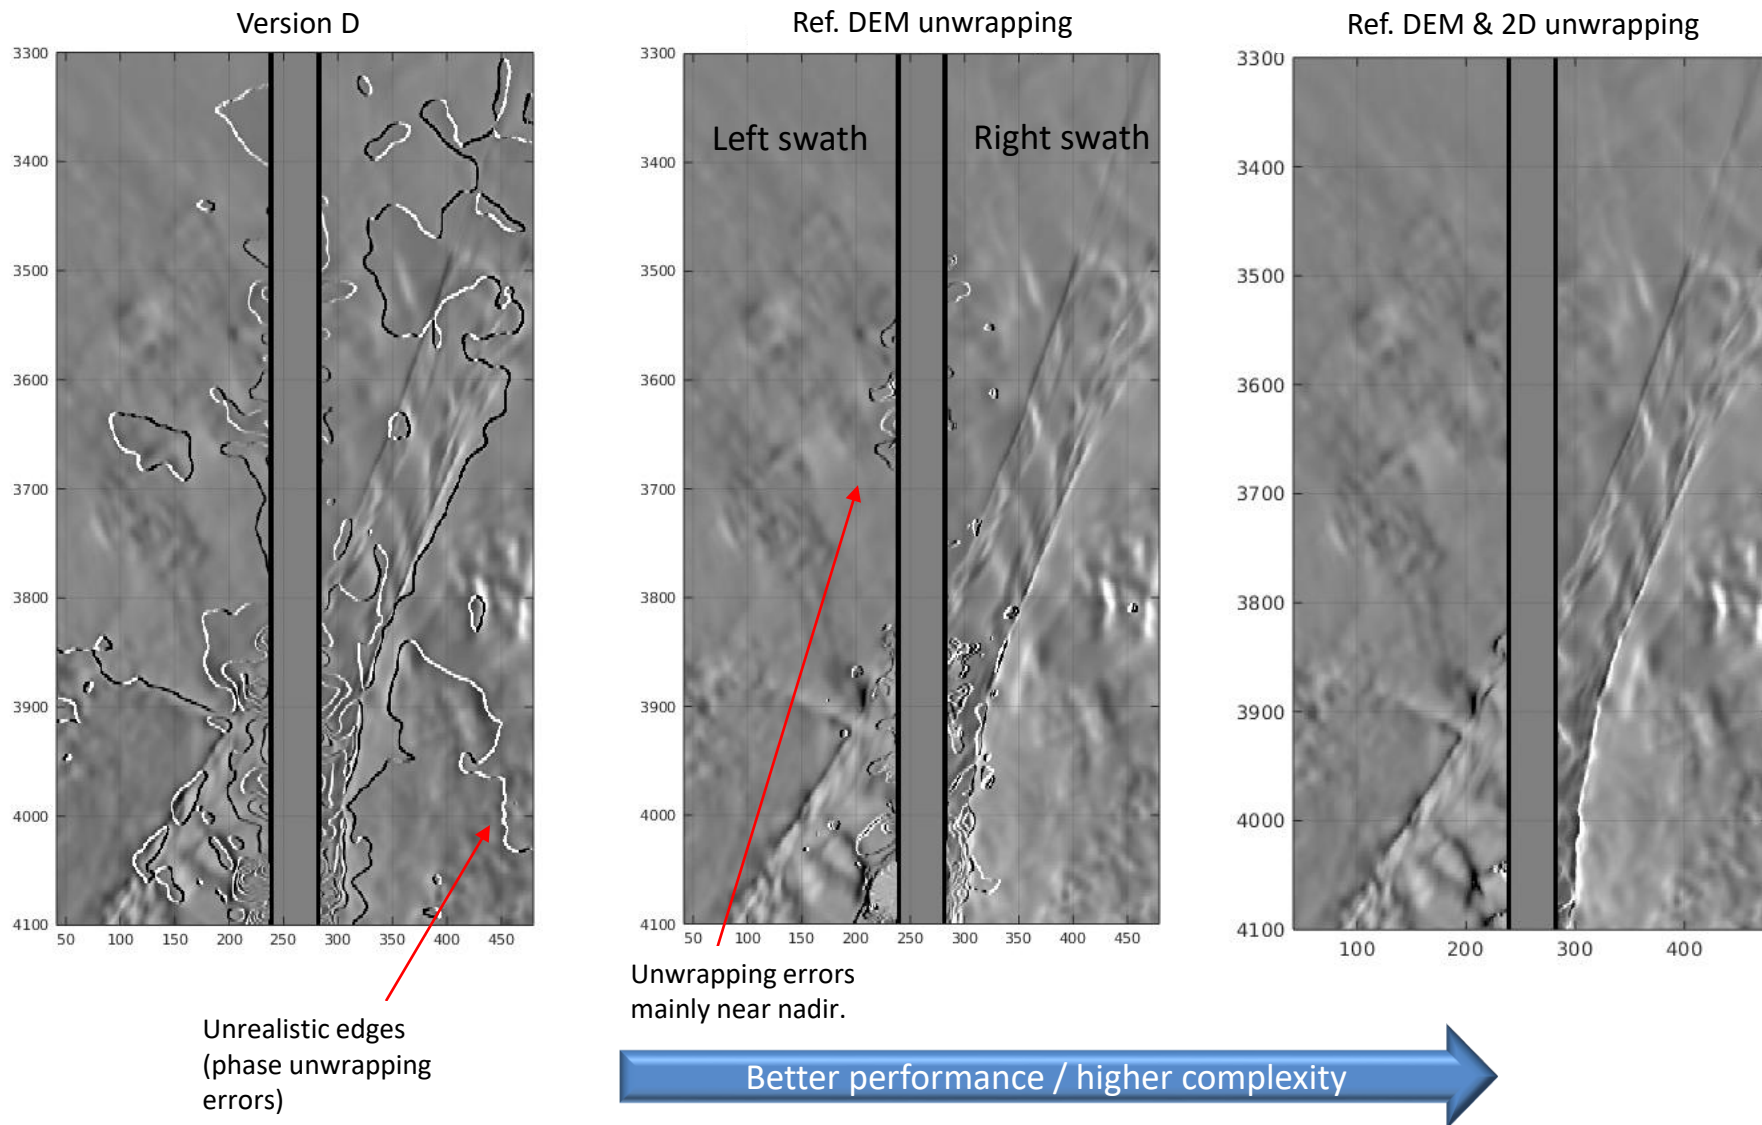 Version D
Ref. DEM unwrapping
Ref. DEM & 2D unwrapping
3300
3400
3500
3600
3700
3800
3900
4000
4100
50 100 150 200 250 300 350 400 450
3300
3400
3500
3600
3700
3800
3900
4000
4100
50 100 150 200 250 300 350 400 450
Left swath
Right swath
3300
3400
3500
3600
3700
3800
3900
4000
4100
100 200 300 400
Unrealistic edges
(phase unwrapping
errors)
Unwrapping errors
mainly near nadir.
Better performance / higher complexity